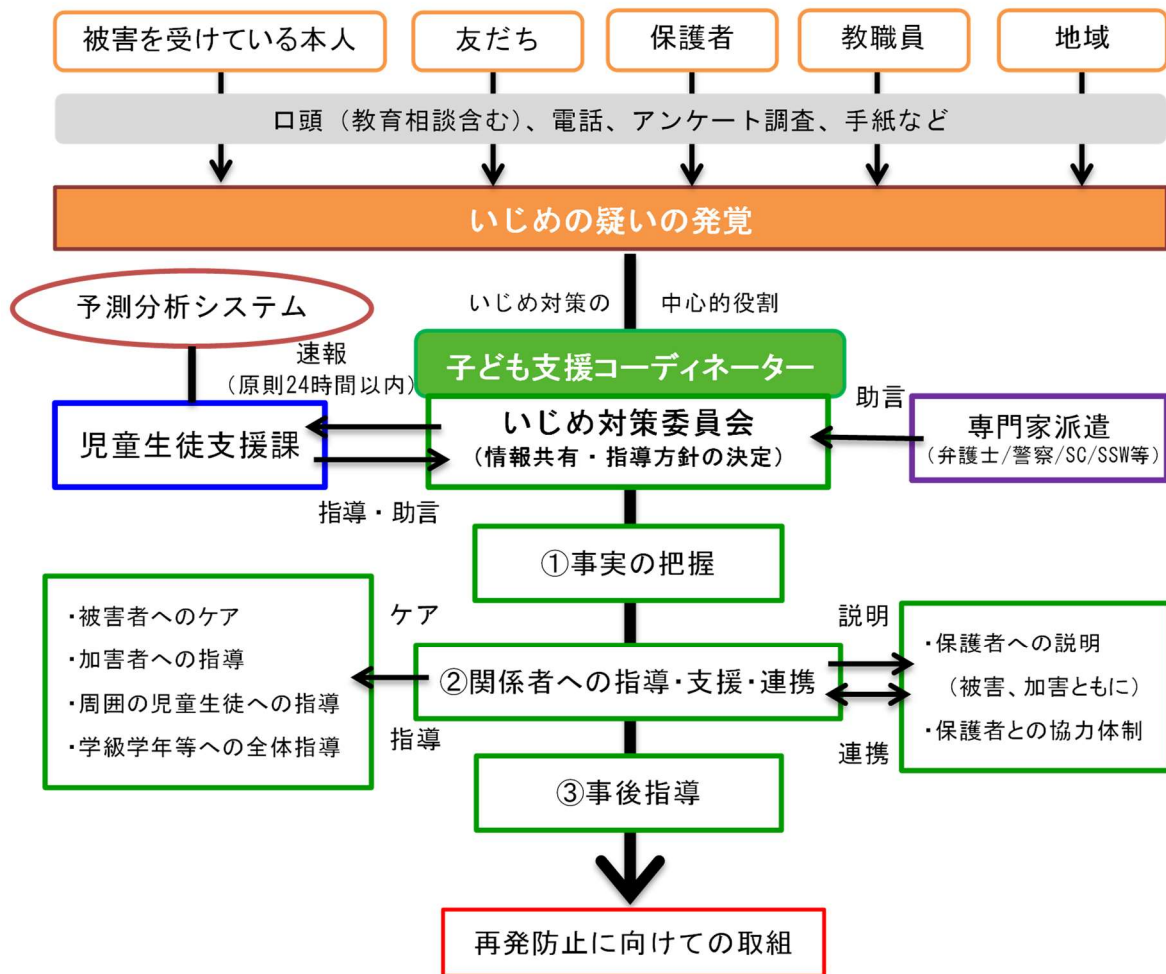 被害を受けている本人
友だち
保護者
教職員
地域
口頭（教育相談含む）、電話、アンケート調査、手紙など
いじめの疑いの発覚
予測分析システム
いじめ対策の
中心的役割
速報
（原則24時間以内）
子ども支援コーディネーター
児童生徒支援課
いじめ対策委員会
（情報共有・指導方針の決定）
助言
専門家派遣
（弁護士/警察/SC/SSW等）
指導・助言
①事実の把握
・被害者へのケア
・加害者への指導
・周囲の児童生徒への指導
・学級学年等への全体指導
ケア
指導
②関係者への指導・支援・連携
説明
連携
・保護者への説明
（被害、加害ともに）
・保護者との協力体制
③事後指導
再発防止に向けての取組